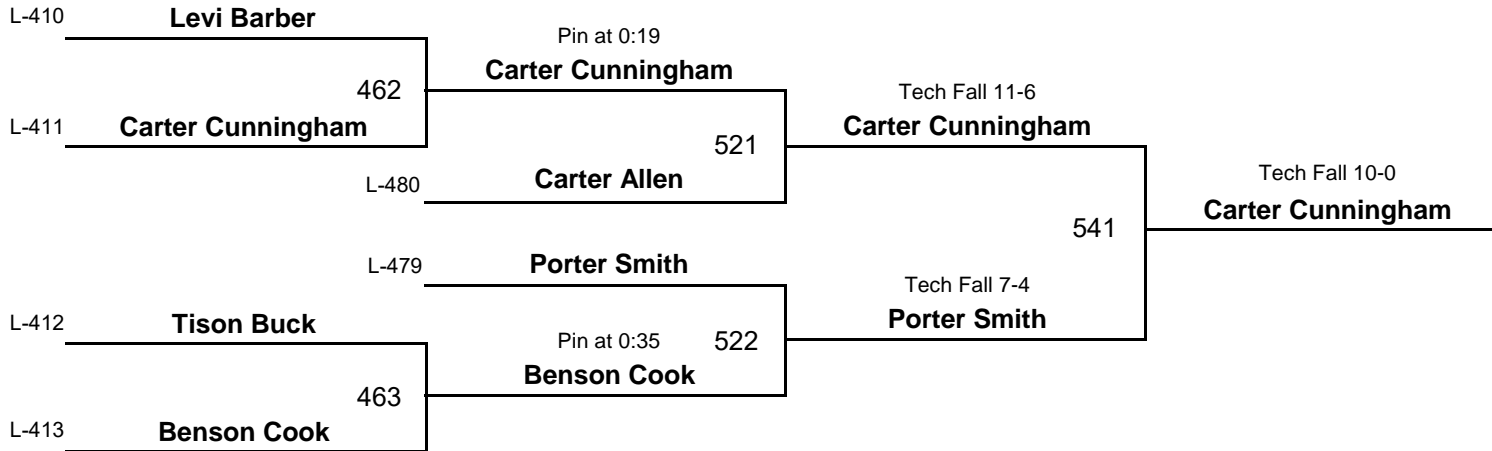 L-410 Levi Barber
Pin at 0:19
Carter Cunningham
462
Tech Fall 11-6
L-411 Carter Cunningham
Carter Cunningham
521
L-480 Carter Allen
Tech Fall 10-0
Carter Cunningham
541
L-479 Porter Smith
Tech Fall 7-4
Porter Smith
L-412 Tison Buck
Pin at 0:35
522
Benson Cook
463
L-413 Benson Cook